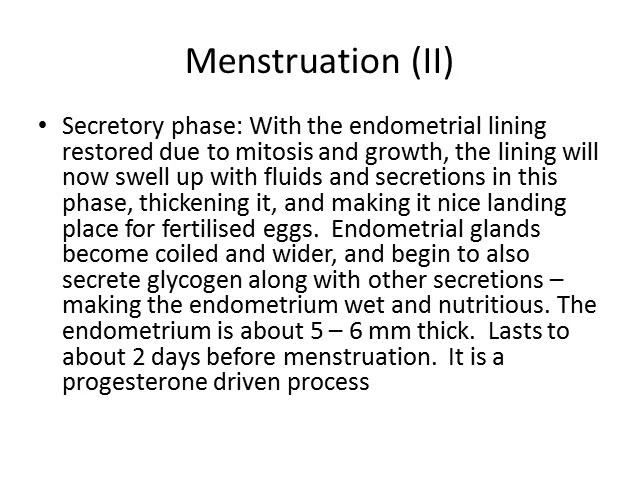 Menstruation (II)
• Secretory phase: With the endometrial lining
restored due to mitosis and growth, the lining will
now swell up with fluids and secretions in this
phase, thickening it, and making it nice landing
place for fertilised eggs.  Endometrial glands
become coiled and wider, and begin to also
secrete glycogen along with other secretions –
making the endometrium wet and nutritious. The
endometrium is about 5 – 6 mm thick.  Lasts to
about 2 days before menstruation.  It is a
progesterone driven process